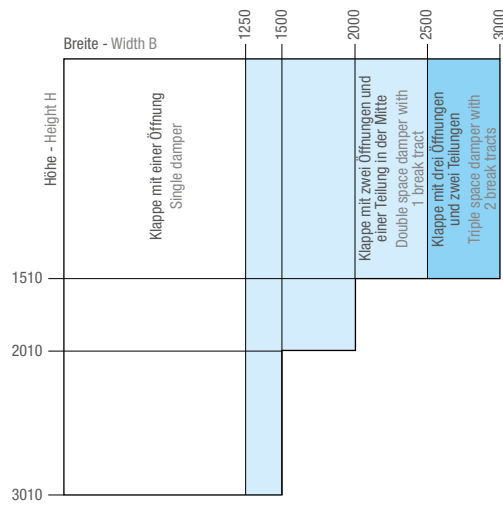 1250
1500
2000
2500
3000
Breite - Width B
Höhe - Height H
Klappe mit einer Öffnung
Single damper
Klappe mit zwei Öffnungen und
einer Teilung in der Mitte
Double space damper with
1 break tract
Klappe mit drei Öffnungen
und zwei Teilungen
Triple space damper with
2 break tracts
1510
2010
3010